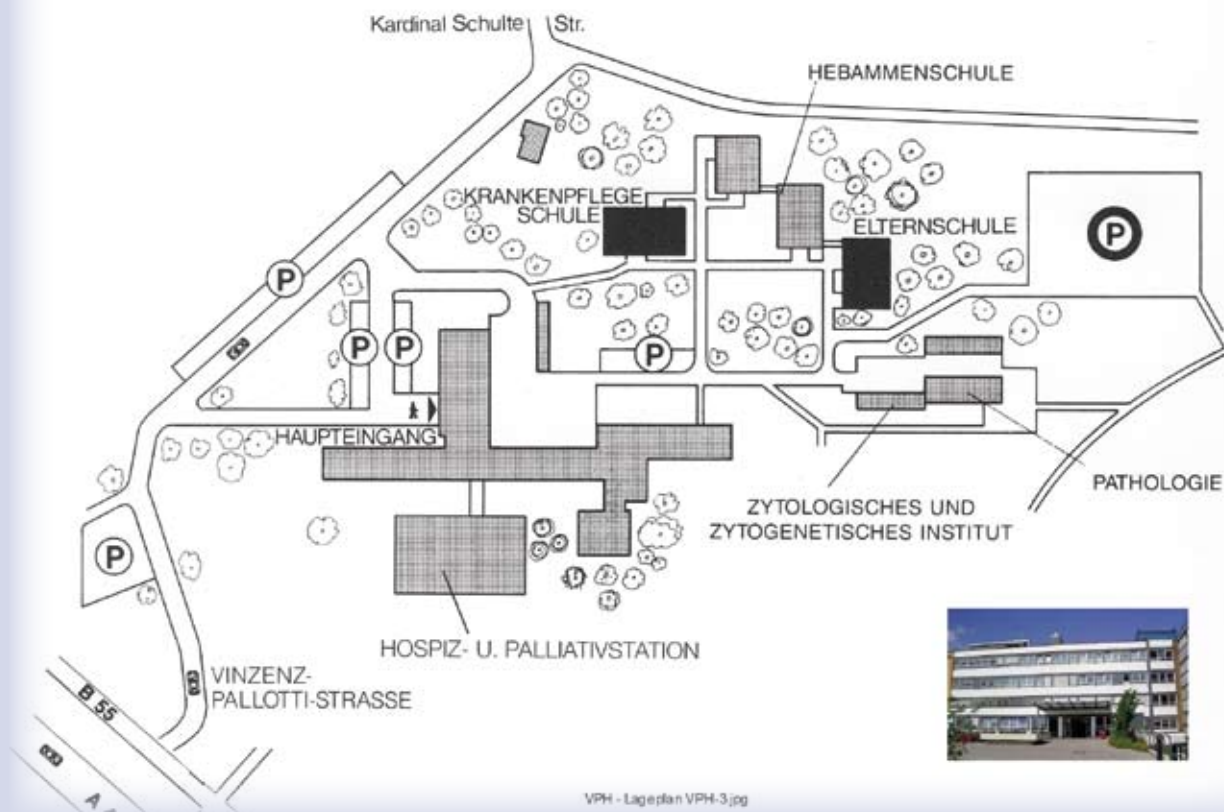 Kardinal Schulte Str.
HEBAMMENSCHULE
KRANKENPFLEGE
SCHULE
ELTERNSCHULE
P
P
P P
P
HAUPTEINGANG
PATHOLOGIE
ZYTOLOGISCHES UND
ZYTOGENETISCHES INSTITUT
P
HOSPIZ- U. PALLIATIVSTATION
VINZENZ-
PALLOTTI-STRASSE
B 55
A
VPH - Lageplan VPH-3.jpg